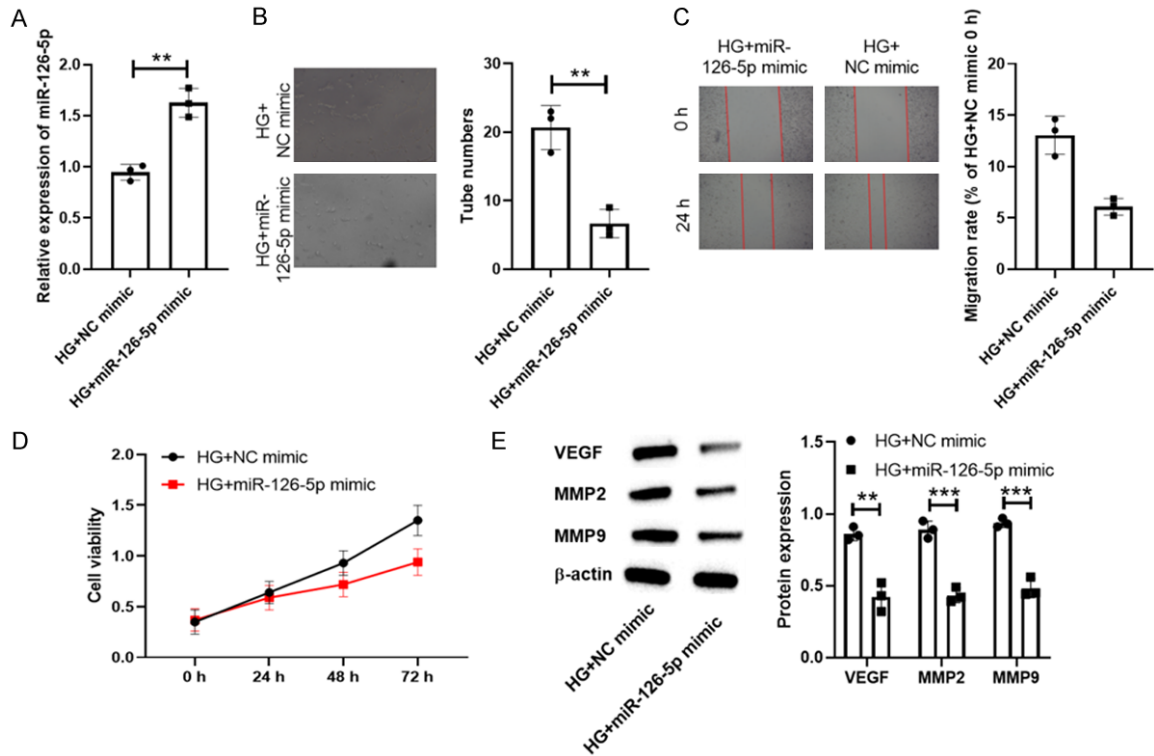 A
Relative expression of miR-126-5p
2.0
1.5
1.0
0.5
0.0
**
HG+NC mimic
HG+miR-126-5p mimic
B
HG+
NC mimic
HG+miR-
126-5p mimic
Tube numbers
30
20
10
0
**
HG+NC mimic
HG+miR-126-5p mimic
C
HG+miR-
126-5p mimic
HG+
NC mimic
0 h
24 h
Migration rate (% of HG+NC mimic 0 h)
20
15
10
5
0
HG+NC mimic
HG+miR-126-5p mimic
D
Cell viability
2.0
1.5
1.0
0.5
0.0
HG+NC mimic
HG+miR-126-5p mimic
0 h 24 h 48 h 72 h
E
VEGF
MMP2
MMP9
β-actin
HG+NC mimic
HG+miR-126-5p mimic
Protein expression
1.5
1.0
0.5
0.0
HG+NC mimic
HG+miR-126-5p mimic
** *** ***
VEGF MMP2 MMP9